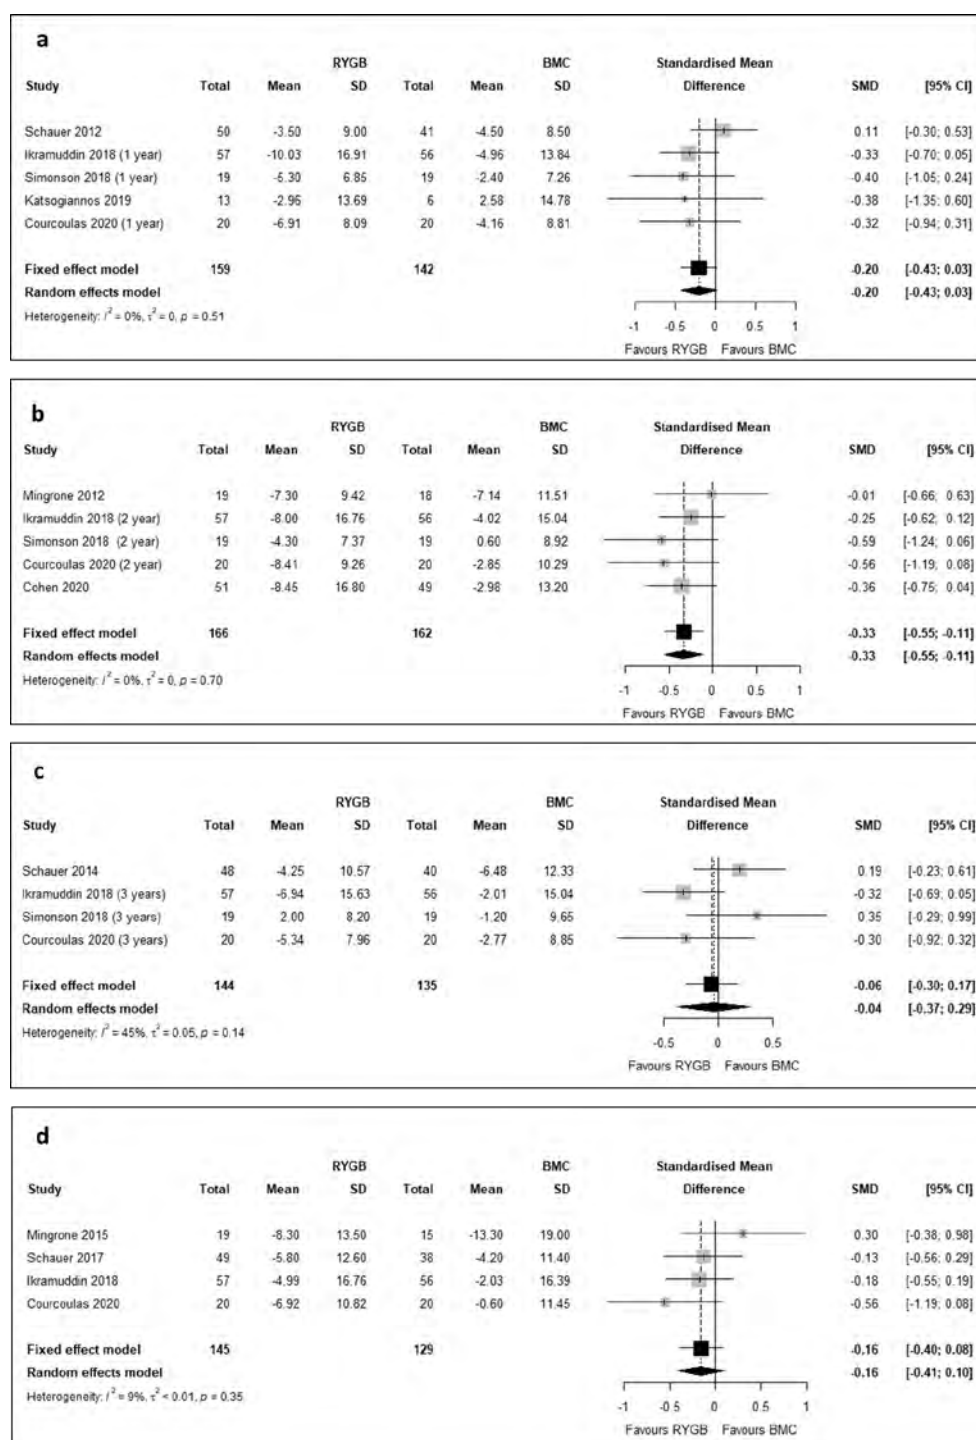 a
RYGB BMC Standardised Mean
Study Total Mean SD Total Mean SD Difference SMD [95% CI]
Schauer 2012 50 -3.50 9.00 41 -4.50 8.50 0.11 [-0.30; 0.53]
Ikramuddin 2018 (1 year) 57 -10.03 16.91 56 -4.96 13.84 -0.33 [-0.70; 0.05]
Simonson 2018 (1 year) 19 -5.30 6.85 19 -2.40 7.26 -0.40 [-1.05; 0.24]
Katsogiannos 2019 13 -2.96 13.69 6 2.58 14.78 -0.38 [-1.35; 0.60]
Courcoulas 2020 (1 year) 20 -6.91 8.09 20 -4.16 8.81 -0.32 [-0.94; 0.31]
Fixed effect model 159 142 -0.20 [-0.43; 0.03]
Random effects model -0.20 [-0.43; 0.03]
Heterogeneity: I² = 0%, τ² = 0, p = 0.51
-1 -0.5 0 0.5 1
Favours RYGB Favours BMC
b
RYGB BMC Standardised Mean
Study Total Mean SD Total Mean SD Difference SMD [95% CI]
Mingrone 2012 19 -7.30 9.42 18 -7.14 11.51 -0.01 [-0.66; 0.63]
Ikramuddin 2018 (2 year) 57 -8.00 16.76 56 -4.02 15.04 -0.25 [-0.62; 0.12]
Simonson 2018 (2 year) 19 -4.30 7.37 19 0.60 8.92 -0.59 [-1.24; 0.06]
Courcoulas 2020 (2 year) 20 -8.41 9.26 20 -2.85 10.29 -0.56 [-1.19; 0.08]
Cohen 2020 51 -8.45 16.80 49 -2.98 13.20 -0.36 [-0.75; 0.04]
Fixed effect model 166 162 -0.33 [-0.55; -0.11]
Random effects model -0.33 [-0.55; -0.11]
Heterogeneity: I² = 0%, τ² = 0, p = 0.70
-1 -0.5 0 0.5 1
Favours RYGB Favours BMC
c
RYGB BMC Standardised Mean
Study Total Mean SD Total Mean SD Difference SMD [95% CI]
Schauer 2014 48 -4.25 10.57 40 -6.48 12.33 0.19 [-0.23; 0.61]
Ikramuddin 2018 (3 years) 57 -6.94 15.63 56 -2.01 15.04 -0.32 [-0.69; 0.05]
Simonson 2018 (3 years) 19 2.00 8.20 19 -1.20 9.65 0.35 [-0.29; 0.99]
Courcoulas 2020 (3 years) 20 -5.34 7.96 20 -2.77 8.85 -0.30 [-0.92; 0.32]
Fixed effect model 144 135 -0.06 [-0.30; 0.17]
Random effects model -0.04 [-0.37; 0.29]
Heterogeneity: I² = 45%, τ² = 0.05, p = 0.14
-0.5 0 0.5
Favours RYGB Favours BMC
d
RYGB BMC Standardised Mean
Study Total Mean SD Total Mean SD Difference SMD [95% CI]
Mingrone 2015 19 -8.30 13.50 15 -13.30 19.00 0.30 [-0.38; 0.98]
Schauer 2017 49 -5.80 12.60 38 -4.20 11.40 -0.13 [-0.56; 0.29]
Ikramuddin 2018 57 -4.99 16.76 56 -2.03 16.39 -0.18 [-0.55; 0.19]
Courcoulas 2020 20 -6.92 10.82 20 -0.60 11.45 -0.56 [-1.19; 0.08]
Fixed effect model 145 129 -0.16 [-0.40; 0.08]
Random effects model -0.16 [-0.41; 0.10]
Heterogeneity: I² = 9%, τ² < 0.01, p = 0.35
-1 -0.5 0 0.5 1
Favours RYGB Favours BMC